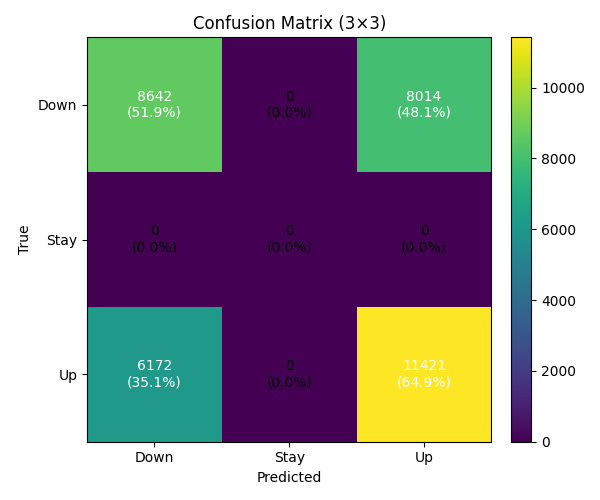 Confusion Matrix (3×3)
True
Down
8642
(51.9%)
0
(0.0%)
8014
(48.1%)
Stay
0
(0.0%)
0
(0.0%)
0
(0.0%)
Up
6172
(35.1%)
0
(0.0%)
11421
(64.9%)
Down
Stay
Up
Predicted
10000
8000
6000
4000
2000
0